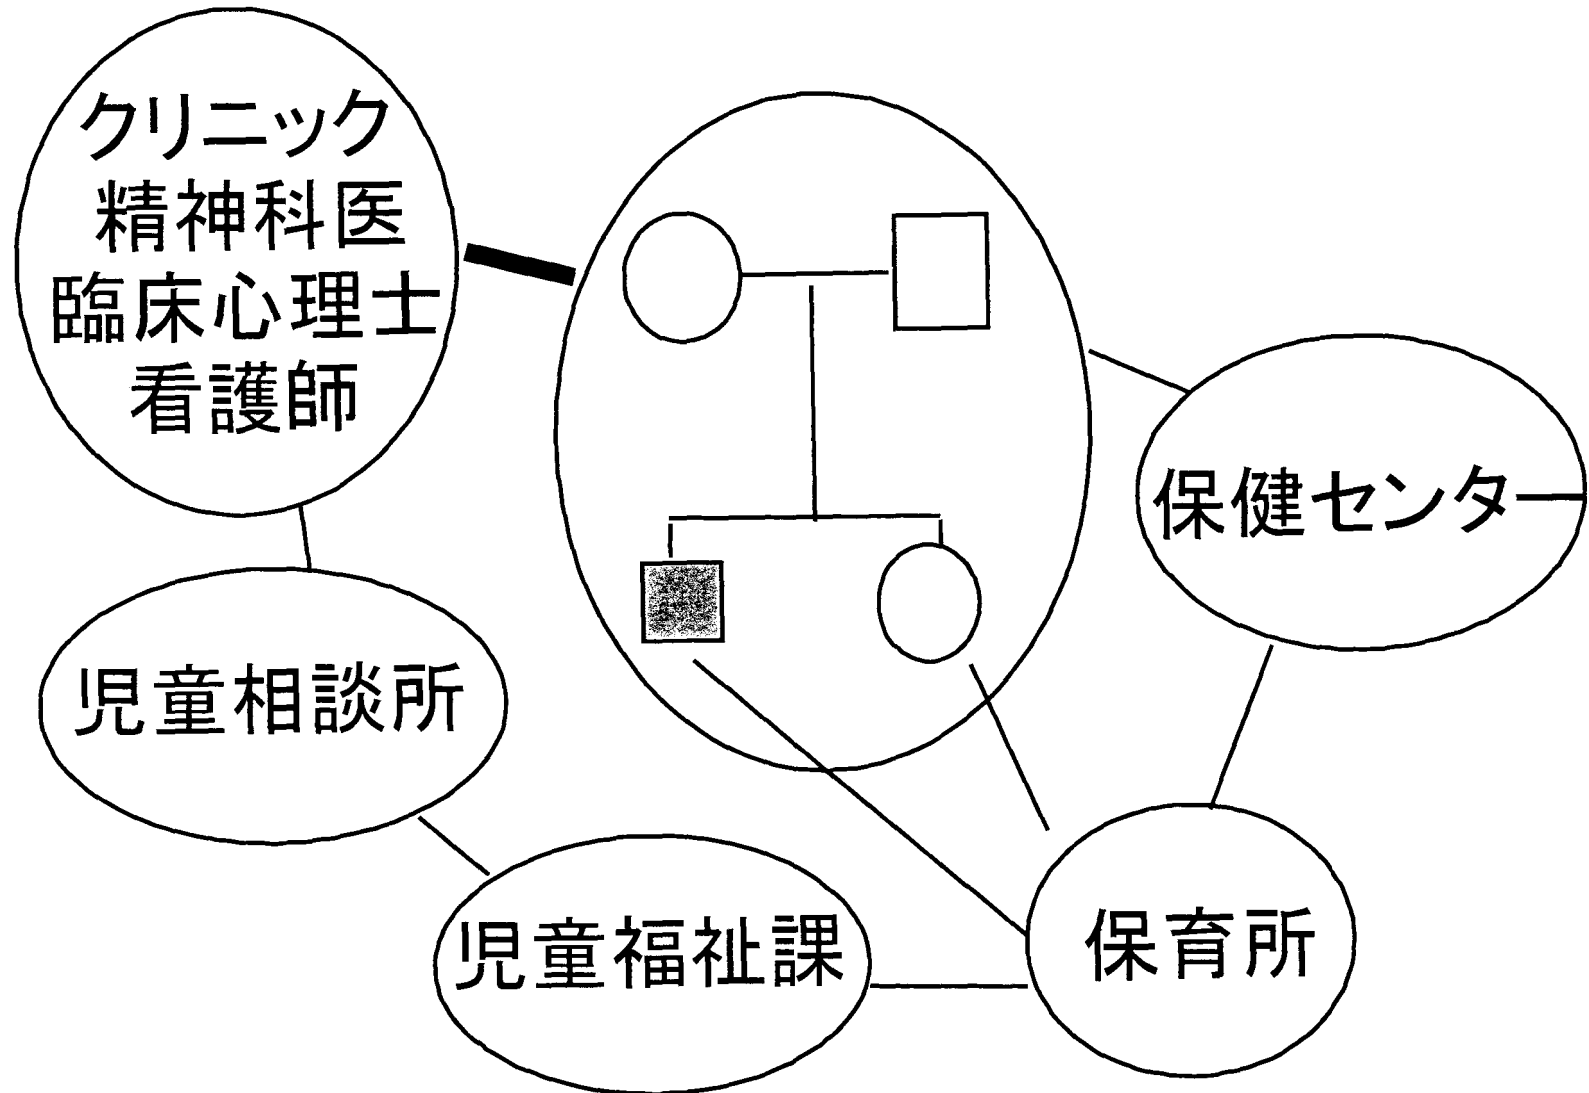 クリニック
精神科医
臨床心理士
看護師
保健センター
児童相談所
児童福祉課
保育所